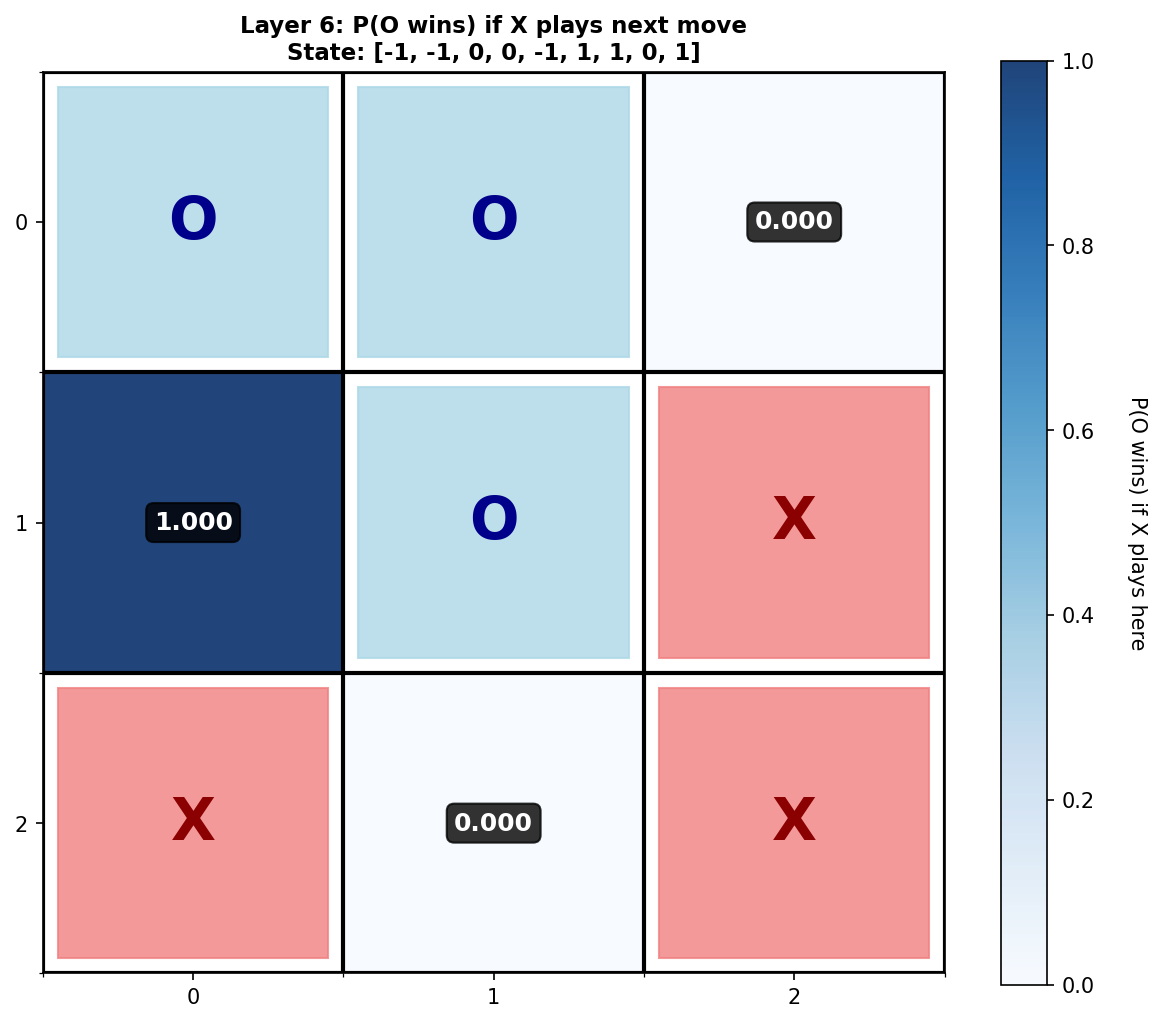 Layer 6: P(O wins) if X plays next move
State: [-1, -1, 0, 0, -1, 1, 1, 0, 1]
0
O
O
0.000
1
1.000
O
X
2
X
0.000
X
0
1
2
1.0
0.8
0.6
0.4
0.2
0.0
P(O wins) if X plays here